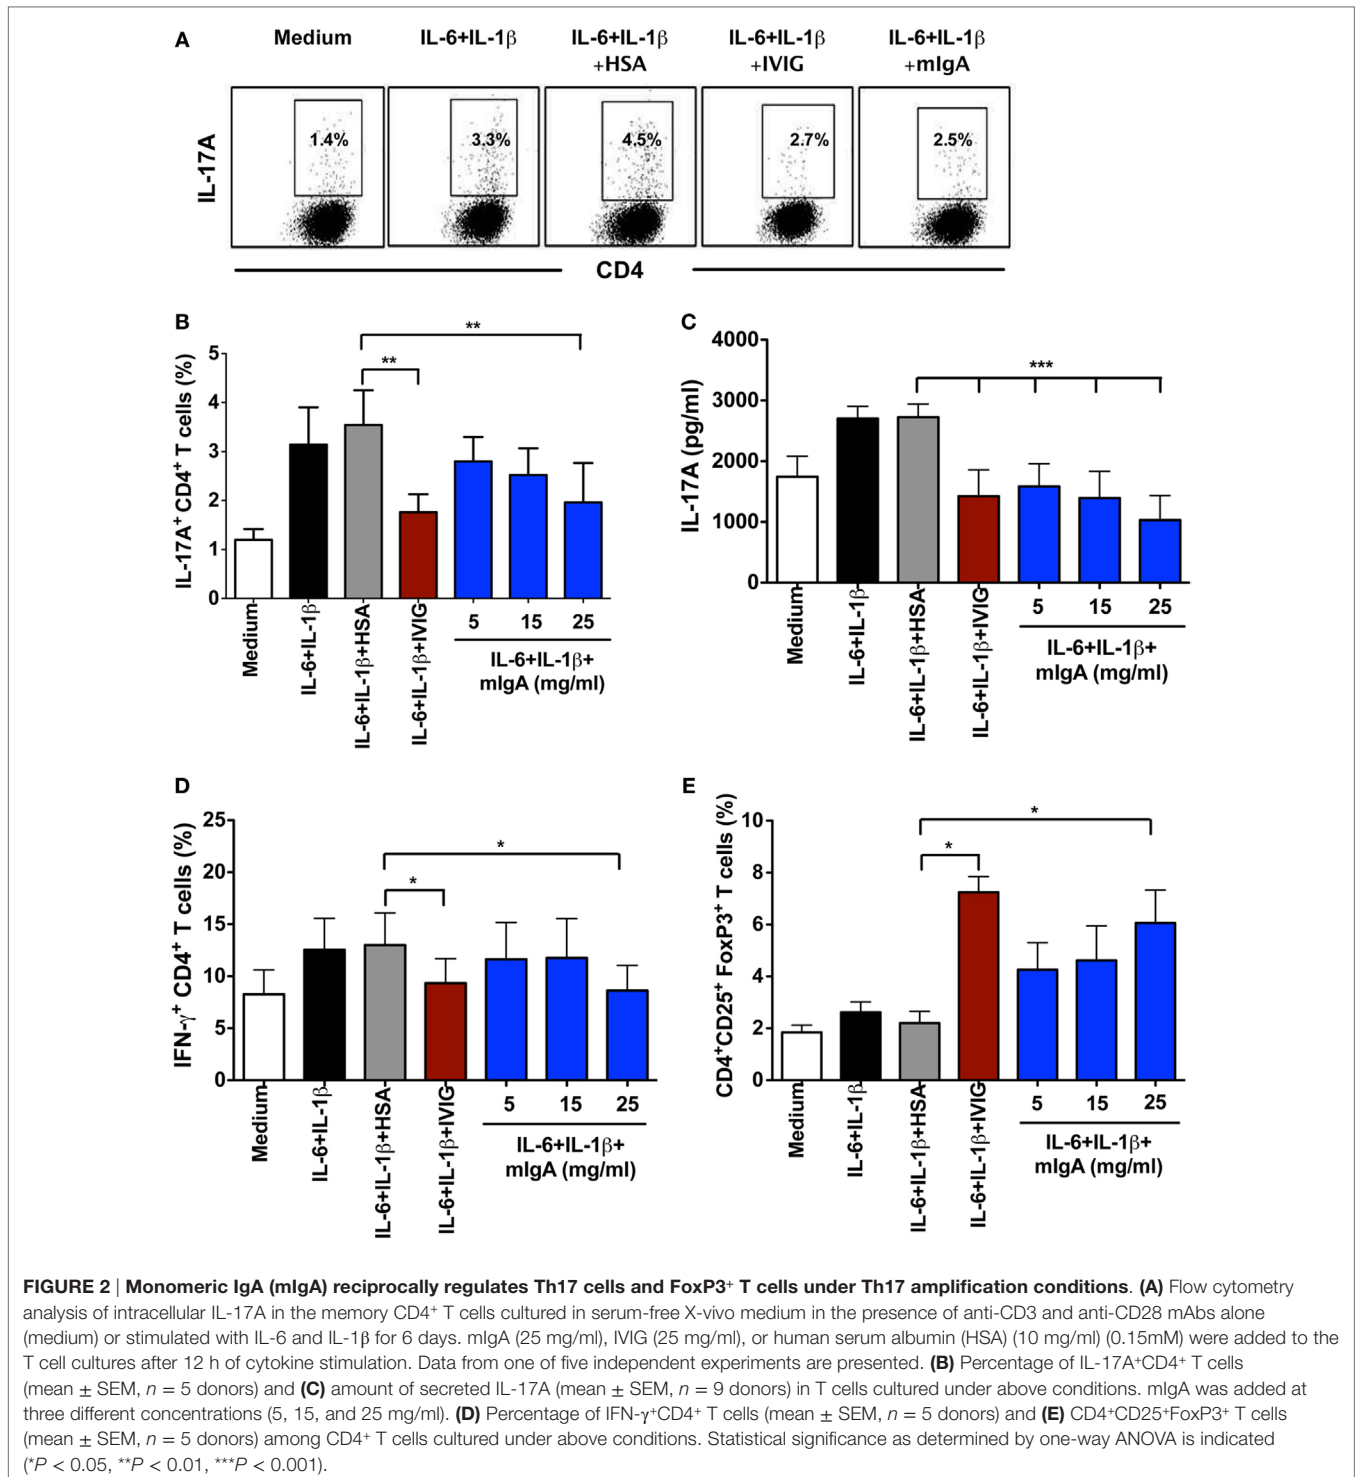 A
Medium
IL-6+IL-1β
IL-6+IL-1β
+HSA
IL-6+IL-1β
+IVIG
IL-6+IL-1β
+mIgA
IL-17A
1.4%
3.3%
4.5%
2.7%
2.5%
CD4
B
IL-17A⁺ CD4⁺ T cells (%)
5
4
3
2
1
0
**
**
Medium
IL-6+IL-1β
IL-6+IL-1β+HSA
IL-6+IL-1β+IVIG
5 15 25
IL-6+IL-1β+
mIgA (mg/ml)
C
IL-17A (pg/ml)
4000
3000
2000
1000
0
***
Medium
IL-6+IL-1β
IL-6+IL-1β+HSA
IL-6+IL-1β+IVIG
5 15 25
IL-6+IL-1β+
mIgA (mg/ml)
D
IFN-γ⁺ CD4⁺ T cells (%)
25
20
15
10
5
0
*
*
Medium
IL-6+IL-1β
IL-6+IL-1β+HSA
IL-6+IL-1β+IVIG
5 15 25
IL-6+IL-1β+
mIgA (mg/ml)
E
CD4⁺CD25⁺ FoxP3⁺ T cells (%)
10
8
6
4
2
0
*
*
Medium
IL-6+IL-1β
IL-6+IL-1β+HSA
IL-6+IL-1β+IVIG
5 15 25
IL-6+IL-1β+
mIgA (mg/ml)
FIGURE 2 | Monomeric IgA (mIgA) reciprocally regulates Th17 cells and FoxP3⁺ T cells under Th17 amplification conditions. (A) Flow cytometry
analysis of intracellular IL-17A in the memory CD4⁺ T cells cultured in serum-free X-vivo medium in the presence of anti-CD3 and anti-CD28 mAbs alone
(medium) or stimulated with IL-6 and IL-1β for 6 days. mIgA (25 mg/ml), IVIG (25 mg/ml), or human serum albumin (HSA) (10 mg/ml) (0.15mM) were added to the
T cell cultures after 12 h of cytokine stimulation. Data from one of five independent experiments are presented. (B) Percentage of IL-17A⁺CD4⁺ T cells
(mean ± SEM, n = 5 donors) and (C) amount of secreted IL-17A (mean ± SEM, n = 9 donors) in T cells cultured under above conditions. mIgA was added at
three different concentrations (5, 15, and 25 mg/ml). (D) Percentage of IFN-γ⁺CD4⁺ T cells (mean ± SEM, n = 5 donors) and (E) CD4⁺CD25⁺FoxP3⁺ T cells
(mean ± SEM, n = 5 donors) among CD4⁺ T cells cultured under above conditions. Statistical significance as determined by one-way ANOVA is indicated
(*P < 0.05, **P < 0.01, ***P < 0.001).